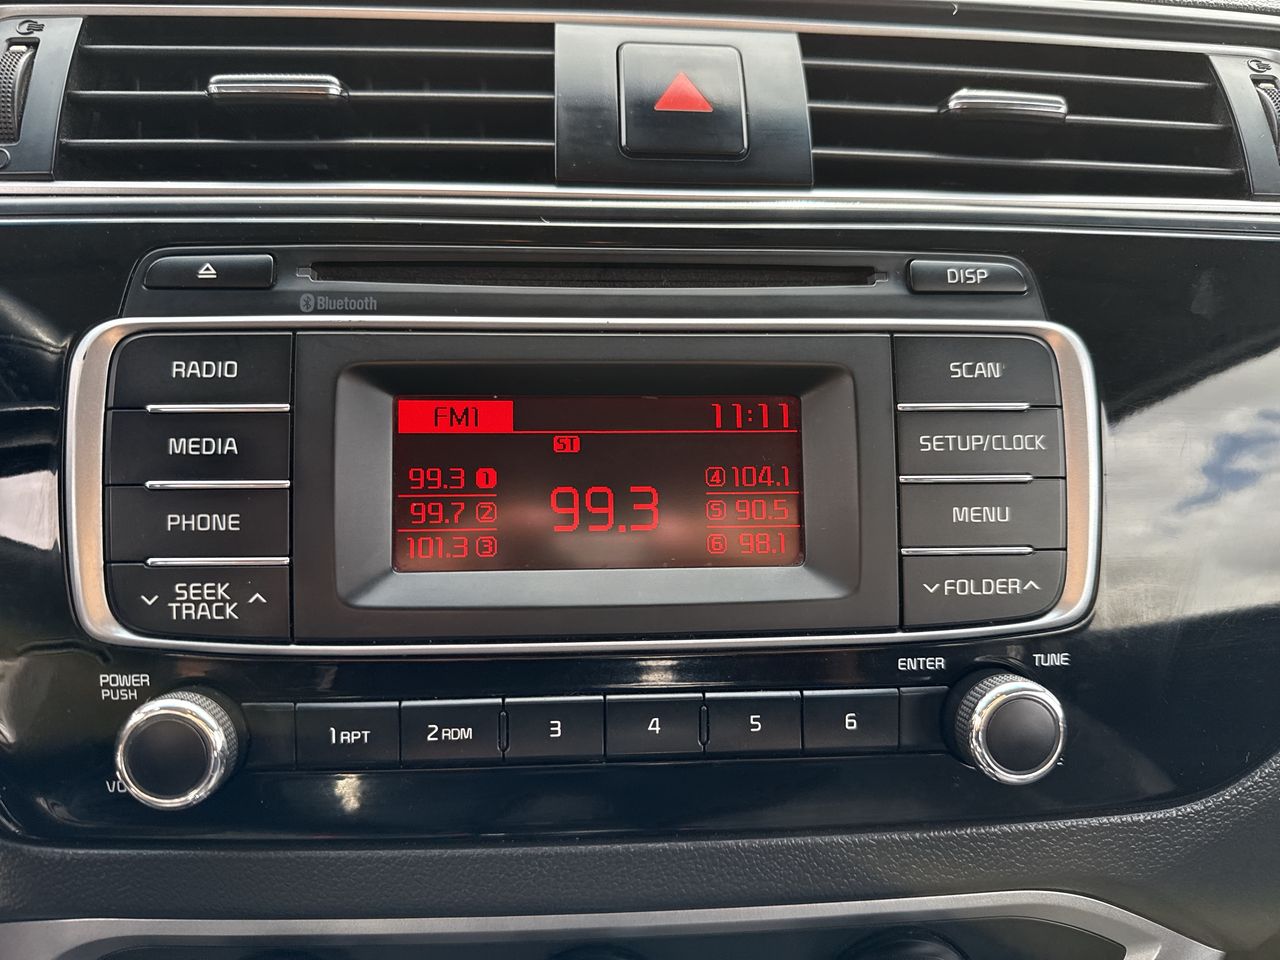 DISP
Bluetooth
RADIO
MEDIA
PHONE
SEEK
TRACK
FM1
11:11
ST
99.3 1
99.7 2
101.3 3
99.3
4 104.1
5 90.5
6 98.1
SCAN
SETUP/CLOCK
MENU
FOLDER
POWER
PUSH
VO
ENTER
TUNE
1 RPT
2 RDM
3
4
5
6